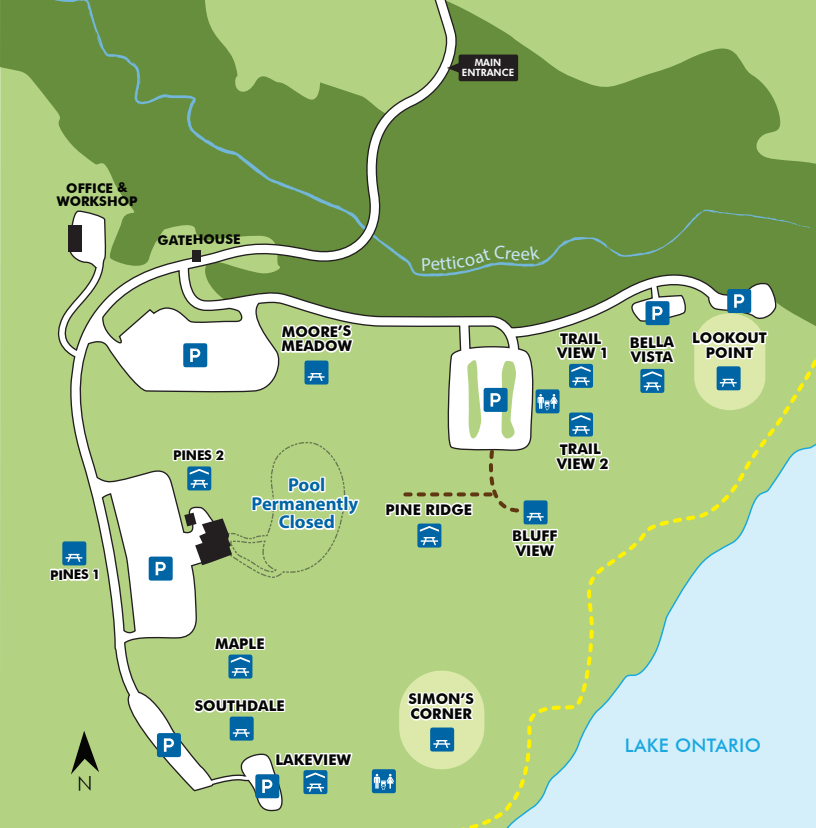 MAIN
ENTRANCE
OFFICE &
WORKSHOP
GATEHOUSE
Petticoat Creek
P
P
P
P
MOORE'S
MEADOW
TRAIL
VIEW 1
BELLA
VISTA
LOOKOUT
POINT
P
TRAIL
VIEW 2
PINES 2
Pool
Permanently
Closed
PINE RIDGE
BLUFF
VIEW
PINES 1
P
MAPLE
SOUTHDALE
SIMON'S
CORNER
P
LAKEVIEW
P
N
LAKE ONTARIO